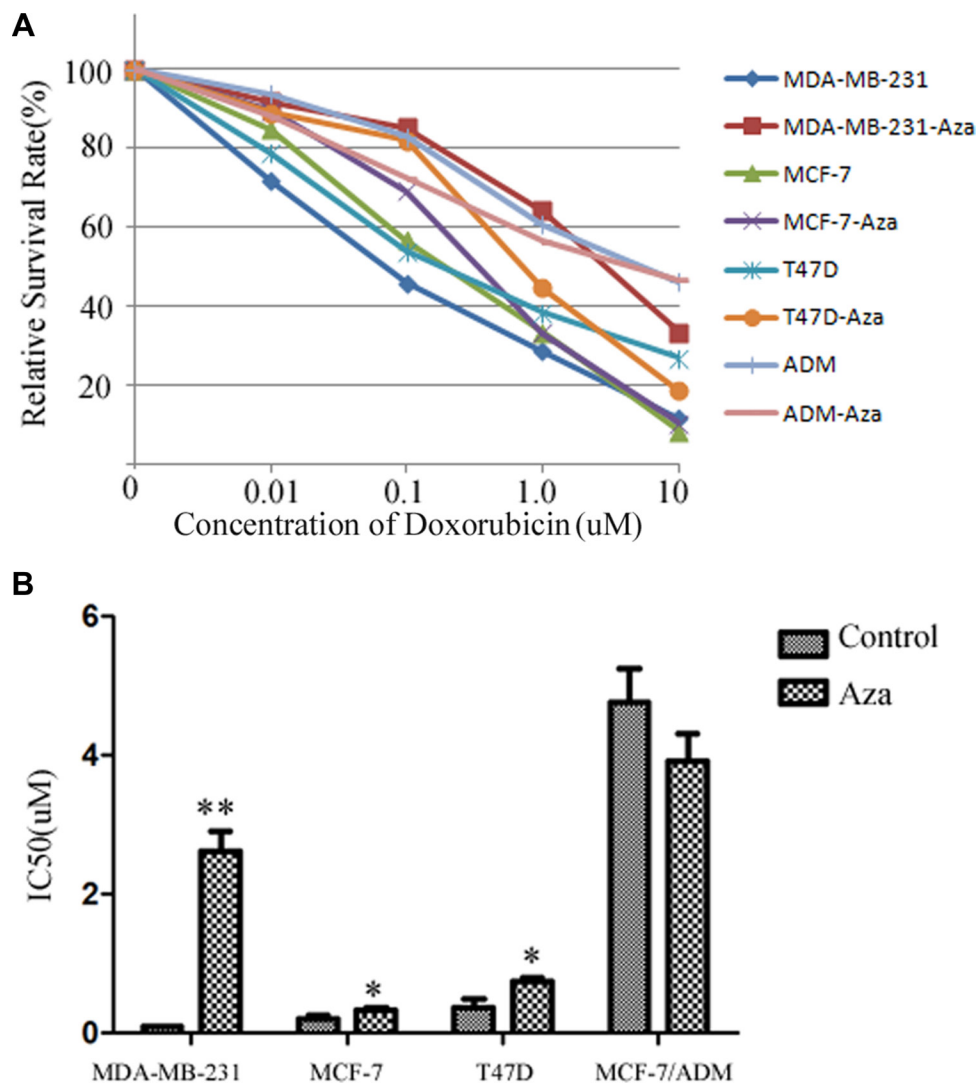 A
Relative Survival Rate(%)
100
80
60
40
20
0
0.01
0.1
1.0
10
Concentration of Doxorubicin (uM)
MDA-MB-231
MDA-MB-231-Aza
MCF-7
MCF-7-Aza
T47D
T47D-Aza
ADM
ADM-Aza
B
IC50(uM)
6
4
2
0
**
*
*
MDA-MB-231
MCF-7
T47D
MCF-7/ADM
Control
Aza